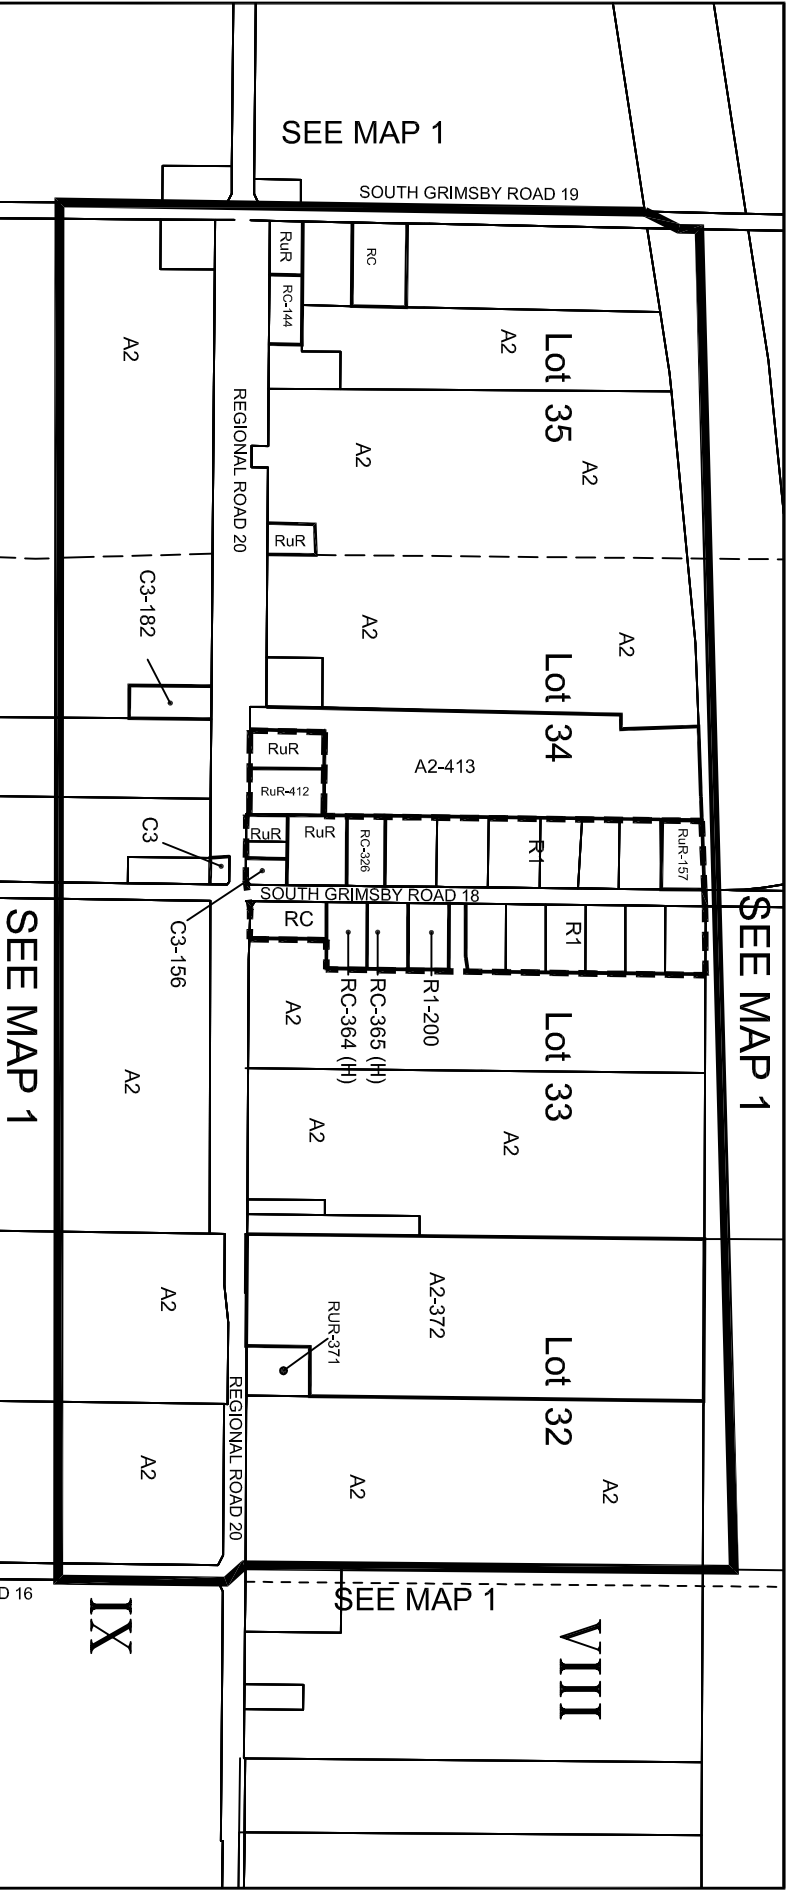 SEE MAP 1
SOUTH GRIMSBY ROAD 19
RuR
RC
RC-144
A2
A2
Lot 35
REGIONAL ROAD 20
A2
A2
RuR
C3-182
A2
A2
Lot 34
RuR
A2-413
RuR-412
C3
RuR
RuR
RC-326
R1
RuR-157
SOUTH GRIMSBY ROAD 18
C3-156
RC
R1
RC-364 (H)
RC-365 (H)
R1-200
SEE MAP 1
SEE MAP 1
A2
Lot 33
A2
A2
A2
A2
A2-372
RUR-371
Lot 32
REGIONAL ROAD 20
A2
A2
A2
D 16
IX
SEE MAP 1
VIII